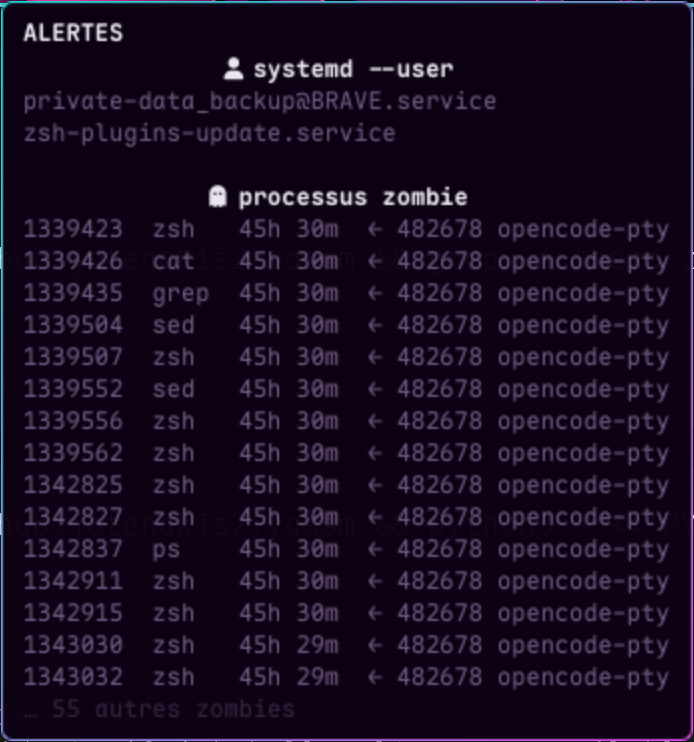 ALERTES
systemd --user
private-data_backup@BRAVE.service
zsh-plugins-update.service
processus zombie
1339423 zsh 45h 30m ← 482678 opencode-pty
1339426 cat 45h 30m ← 482678 opencode-pty
1339435 grep 45h 30m ← 482678 opencode-pty
1339504 sed 45h 30m ← 482678 opencode-pty
1339507 zsh 45h 30m ← 482678 opencode-pty
1339552 sed 45h 30m ← 482678 opencode-pty
1339556 zsh 45h 30m ← 482678 opencode-pty
1339562 zsh 45h 30m ← 482678 opencode-pty
1342825 zsh 45h 30m ← 482678 opencode-pty
1342827 zsh 45h 30m ← 482678 opencode-pty
1342837 ps 45h 30m ← 482678 opencode-pty
1342911 zsh 45h 30m ← 482678 opencode-pty
1342915 zsh 45h 30m ← 482678 opencode-pty
1343030 zsh 45h 29m ← 482678 opencode-pty
1343032 zsh 45h 29m ← 482678 opencode-pty
… 55 autres zombies